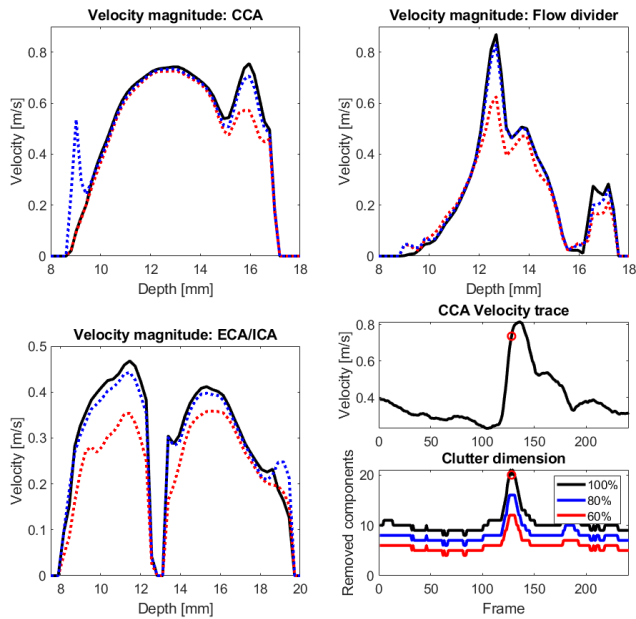 Velocity magnitude: CCA
Velocity [m/s]
0.8
0.6
0.4
0.2
0
8 10 12 14 16 18
Depth [mm]
Velocity magnitude: Flow divider
Velocity [m/s]
0.8
0.6
0.4
0.2
0
8 10 12 14 16 18
Depth [mm]
Velocity magnitude: ECA/ICA
Velocity [m/s]
0.5
0.4
0.3
0.2
0.1
0
8 10 12 14 16 18 20
Depth [mm]
CCA Velocity trace
Velocity [m/s]
0.8
0.6
0.4
0 50 100 150 200
Clutter dimension
Removed components
20
10
0
100%
80%
60%
0 50 100 150 200
Frame